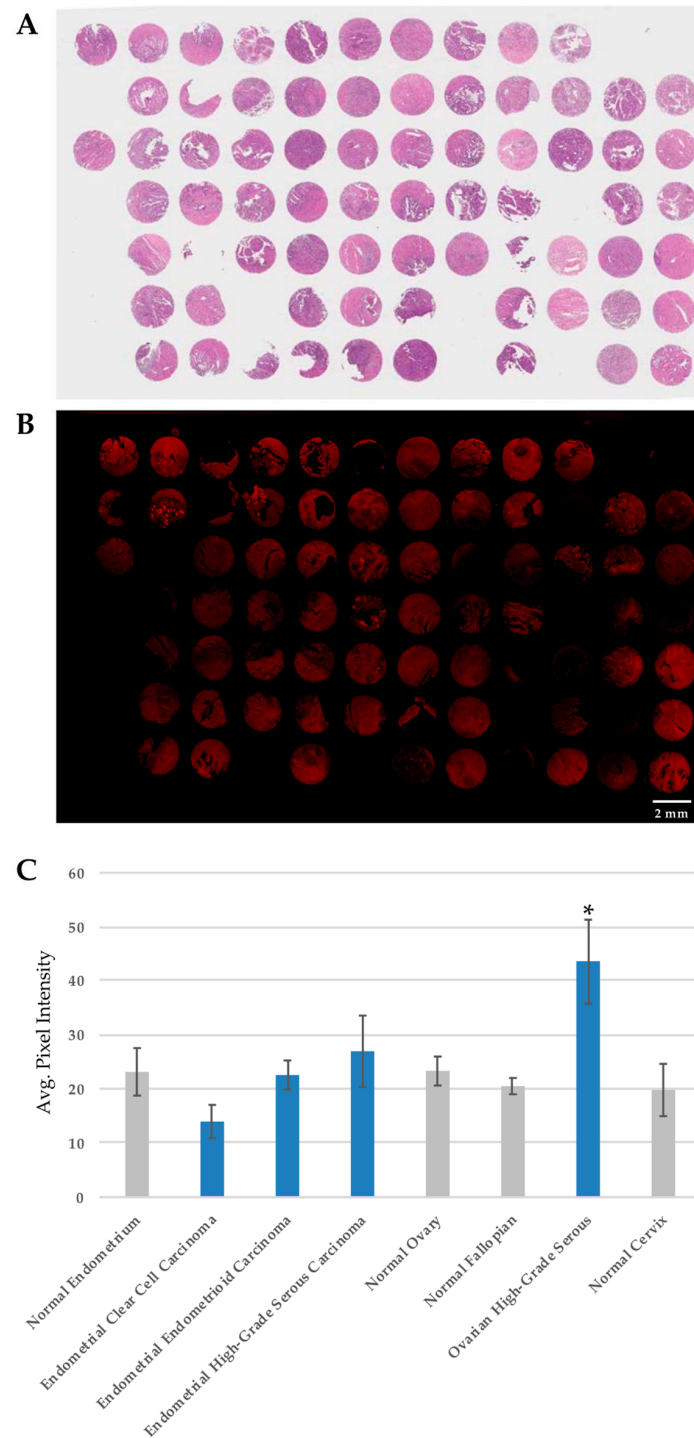 A
B
2 mm
C
60
50
40
30
20
10
0
Avg. Pixel Intensity
*
Normal Endometrium
Endometrial Clear Cell Carcinoma
Endometrial Endometrioid Carcinoma
Endometrial High-Grade Serous Carcinoma
Normal Ovary
Normal Fallopian
Ovarian High-Grade Serous
Normal Cervix